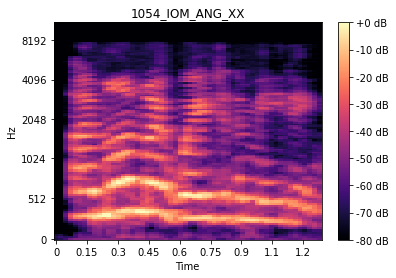 1054_IOM_ANG_XX
Hz
8192
4096
2048
1024
512
0
0 0.15 0.3 0.45 0.6 0.75 0.9 1.1 1.2
Time
+0 dB
-10 dB
-20 dB
-30 dB
-40 dB
-50 dB
-60 dB
-70 dB
-80 dB